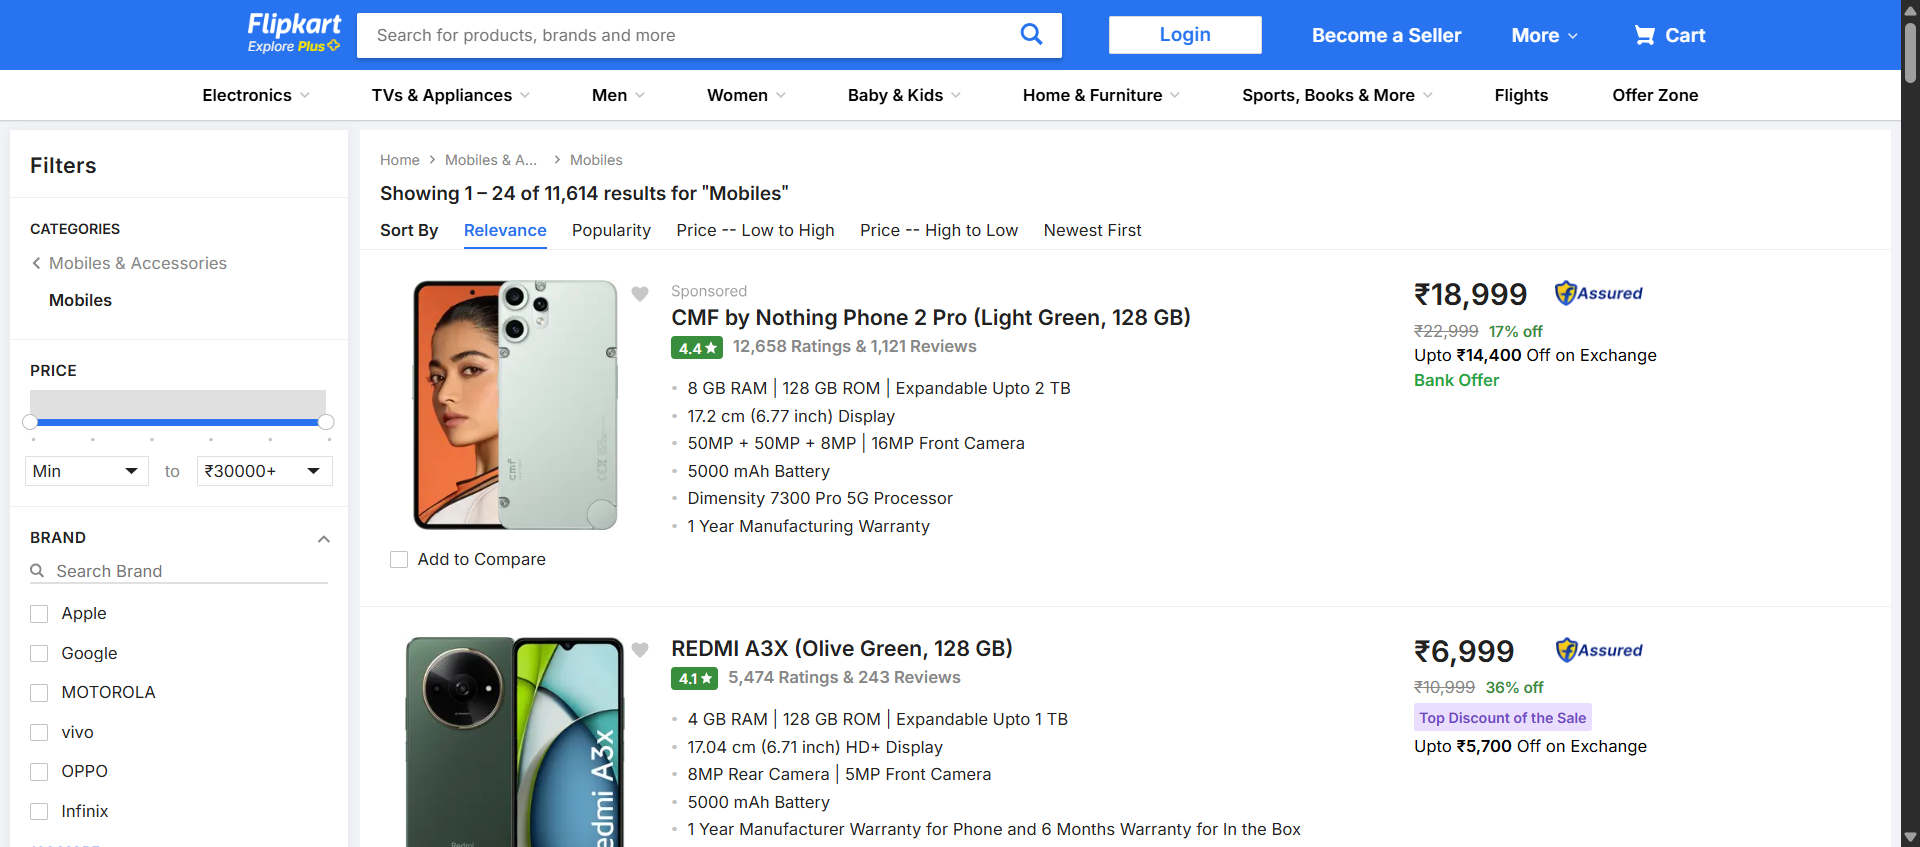 Flipkart
Explore Plus
Search for products, brands and more
Login
Become a Seller
More
Cart
Electronics
TVs & Appliances
Men
Women
Baby & Kids
Home & Furniture
Sports, Books & More
Flights
Offer Zone
Filters
CATEGORIES
Mobiles & Accessories
Mobiles
PRICE
Min
to
₹30000+
BRAND
Search Brand
Apple
Google
MOTOROLA
vivo
OPPO
Infinix
Home
Mobiles & A...
Mobiles
Showing 1 – 24 of 11,614 results for "Mobiles"
Sort By
Relevance
Popularity
Price -- Low to High
Price -- High to Low
Newest First
Sponsored
CMF by Nothing Phone 2 Pro (Light Green, 128 GB)
4.4 ★ 12,658 Ratings & 1,121 Reviews
8 GB RAM | 128 GB ROM | Expandable Upto 2 TB
17.2 cm (6.77 inch) Display
50MP + 50MP + 8MP | 16MP Front Camera
5000 mAh Battery
Dimensity 7300 Pro 5G Processor
1 Year Manufacturing Warranty
cmf
Add to Compare
₹18,999
Assured
₹22,999 17% off
Upto ₹14,400 Off on Exchange
Bank Offer
REDMI A3X (Olive Green, 128 GB)
4.1 ★ 5,474 Ratings & 243 Reviews
4 GB RAM | 128 GB ROM | Expandable Upto 1 TB
17.04 cm (6.71 inch) HD+ Display
8MP Rear Camera | 5MP Front Camera
5000 mAh Battery
1 Year Manufacturer Warranty for Phone and 6 Months Warranty for In the Box
edmi A3x
Redmi
₹6,999
Assured
₹10,999 36% off
Top Discount of the Sale
Upto ₹5,700 Off on Exchange